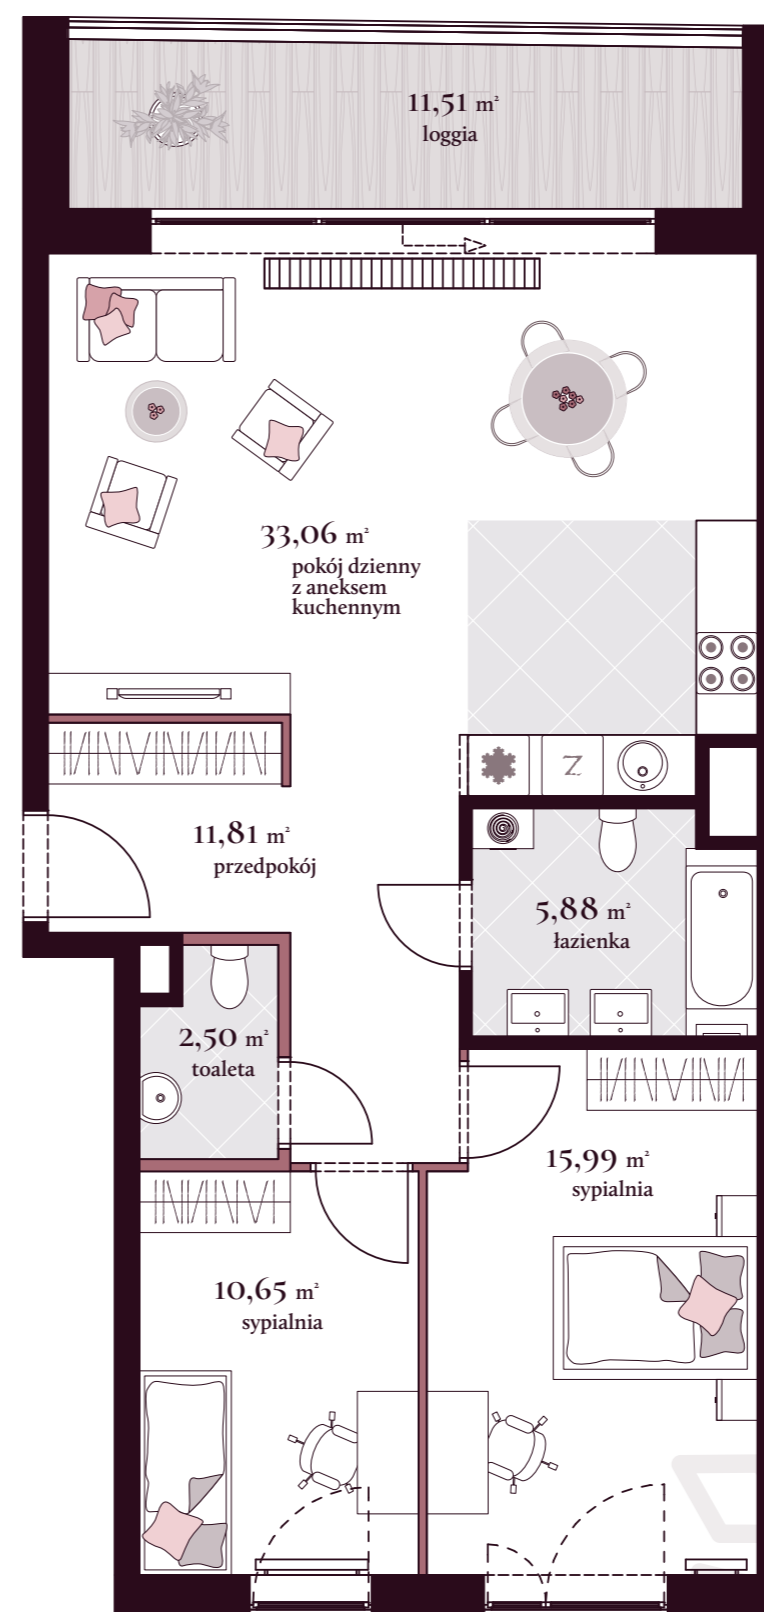 11,51 m²
loggia
33,06 m²
pokój dzienny
z aneksem
kuchennym
Z
11,81 m²
przedpokój
5,88 m²
łazienka
2,50 m²
toaleta
15,99 m²
sypialnia
10,65 m²
sypialnia